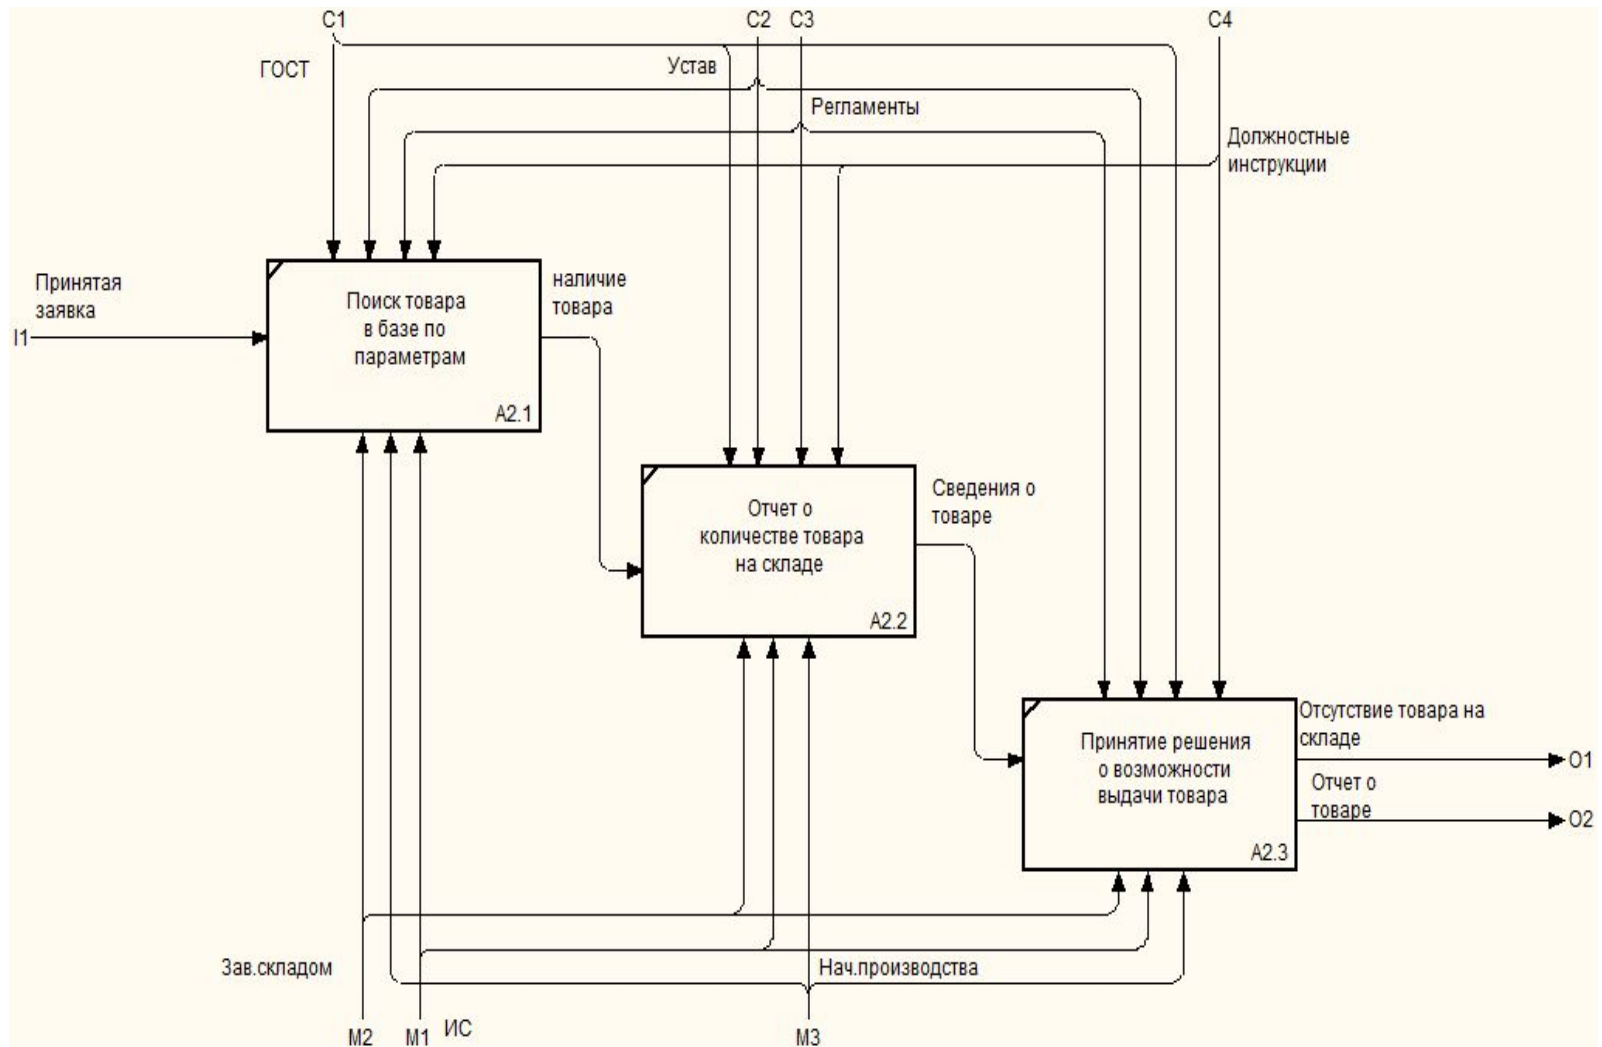 C1
C2 C3
C4
ГОСТ
Устав
Регламенты
Должностные
инструкции
Принятая
заявка
I1
Поиск товара
в базе по
параметрам
A2.1
наличие
товара
Отчет о
количестве товара
на складе
A2.2
Сведения о
товаре
Принятие решения
о возможности
выдачи товара
A2.3
Отсутствие товара на
складе
O1
Отчет о
товаре
O2
Зав.складом
Нач.производства
M2
M1
ИС
M3